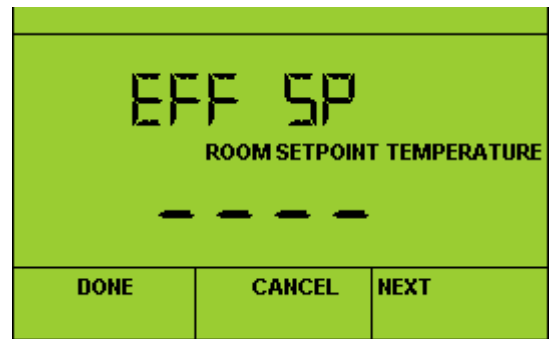 EFF SP
ROOM SETPOINT TEMPERATURE
- - - -
DONE CANCEL NEXT